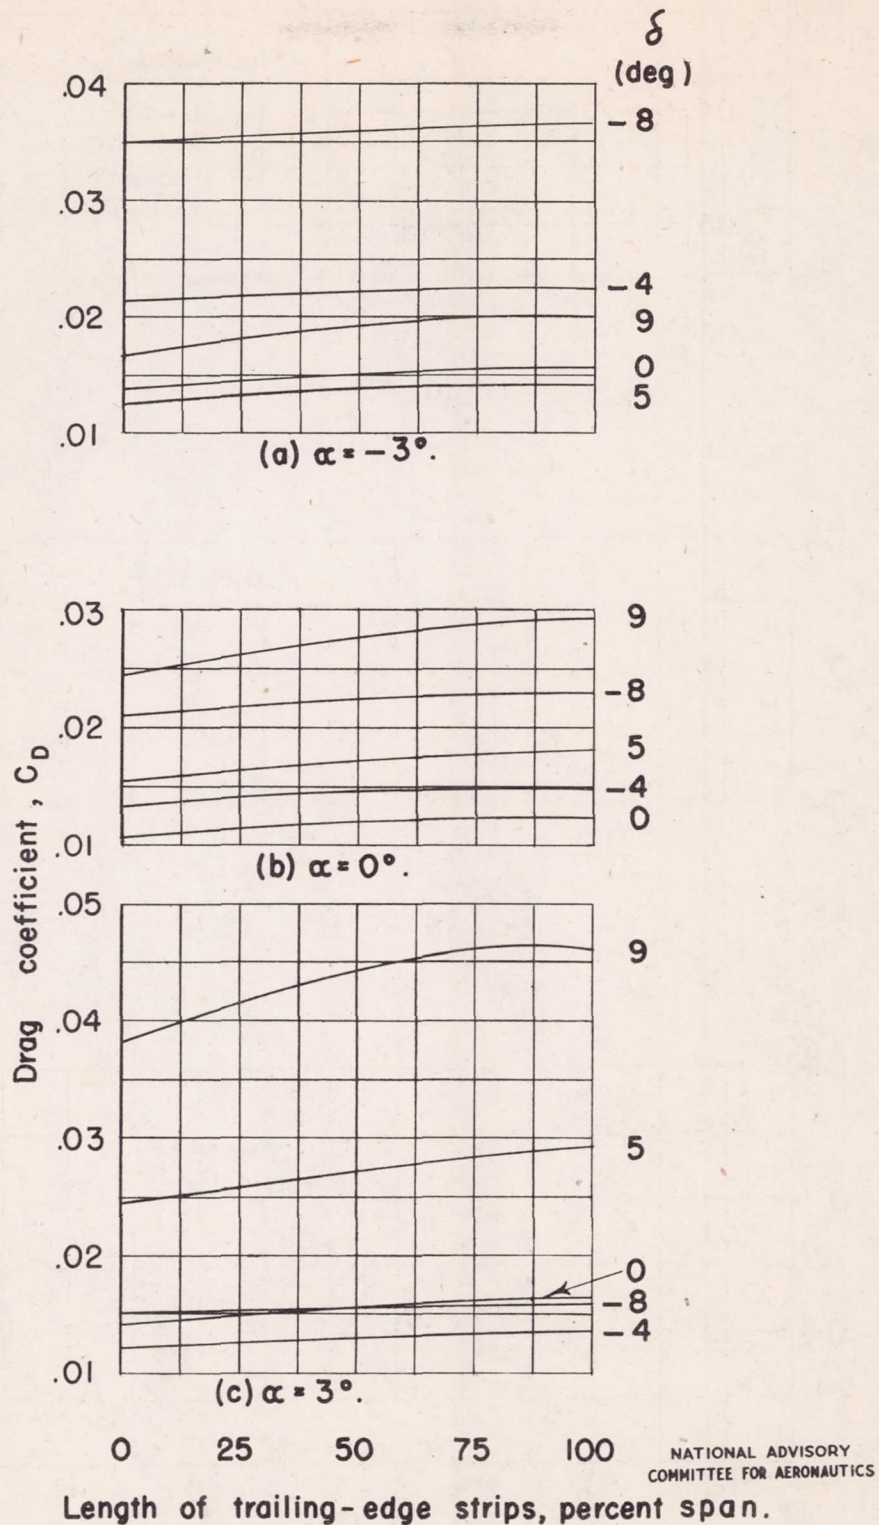 δ
(deg)
.04
-8
.03
-4
.02
9
0
5
.01
(a) α = -3°.
.03
9
-8
.02
5
-4
0
.01
(b) α = 0°.
Drag coefficient, C_D
.05
9
.04
.03
5
.02
0
-8
-4
.01
(c) α = 3°.
0 25 50 75 100
NATIONAL ADVISORY
COMMITTEE FOR AERONAUTICS
Length of trailing-edge strips, percent span.